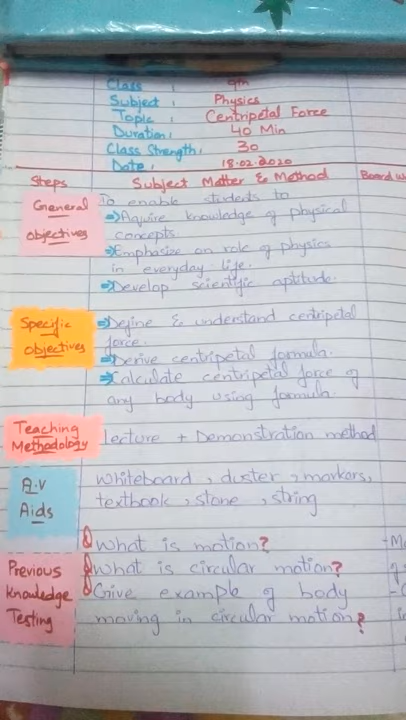 Class : 9th
Subject : Physics
Topic : Centripetal Force
Duration : 40 Min
Class Strength : 30
Date : 18.02.2020
Steps Subject Matter & Method Board
General Objectives
To enable students to
⇒ Aquire knowledge of physical
concepts.
⇒ Emphasise on role of physics
in everyday life.
⇒ Develop scientific aptitude.
Specific Objectives
⇒ Define & understand centripetal
force.
⇒ Derive centripetal formula.
⇒ Calculate centripetal force of
any body using formula.
Teaching Methodology
lecture + Demonstration method
A.V Aids
whiteboard, duster, markers,
textbook, stone, string
Previous Knowledge Testing
What is motion?
What is circular motion?
Give example of body
moving in circular motion?